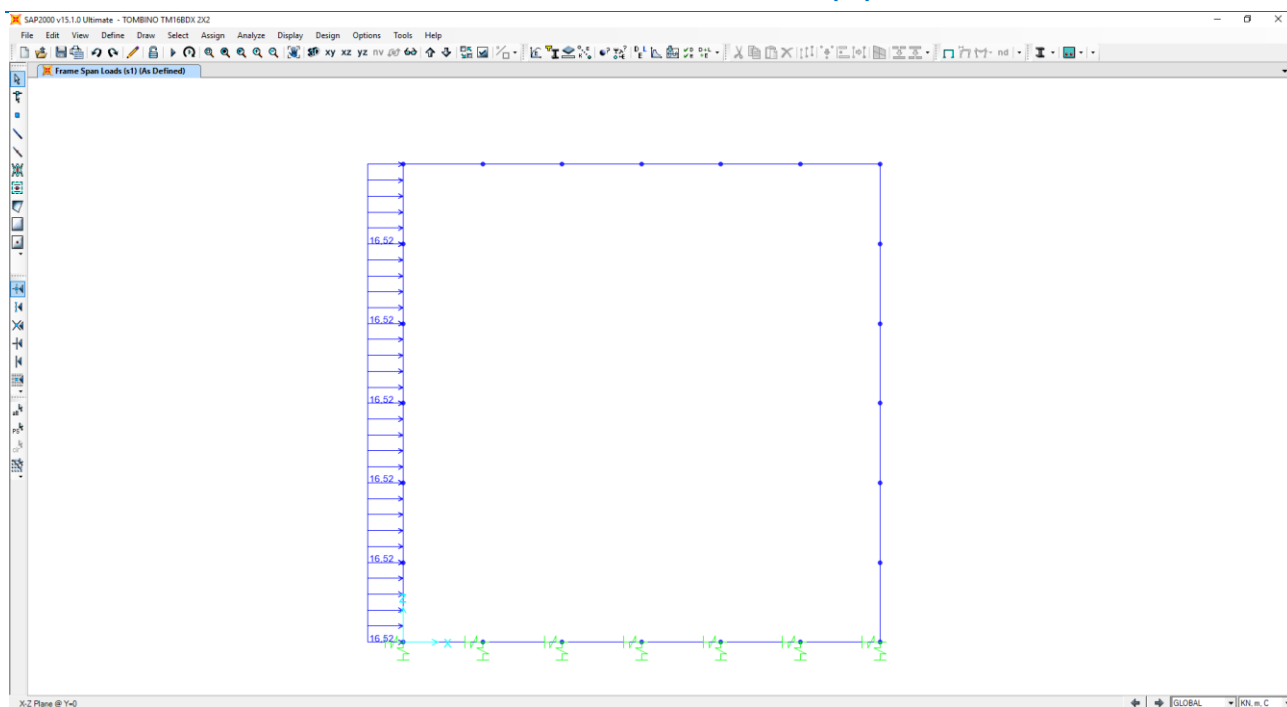 SAP2000 v15.1.0 Ultimate - TOMBINO TM16BDX 2X2
File Edit View Define Draw Select Assign Analyze Display Design Options Tools Help
xy xz yz nv nd
Frame Span Loads (s1) (As Defined)
16,52
16,52
16,52
16,52
16,52
16,52
X
X-Z Plane @ Y=0
GLOBAL
KN, m, C